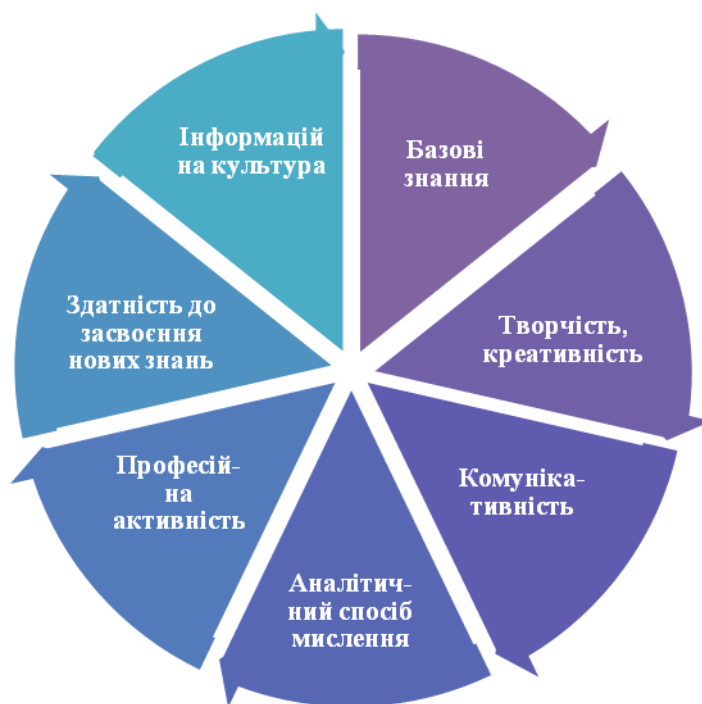 Базові
знання
Творчість,
креативність
Комуніка-
тивність
Аналітич-
ний спосіб
мислення
Професій-
на
активність
Здатність до
засвоєння
нових знань
Інформацій
на культура